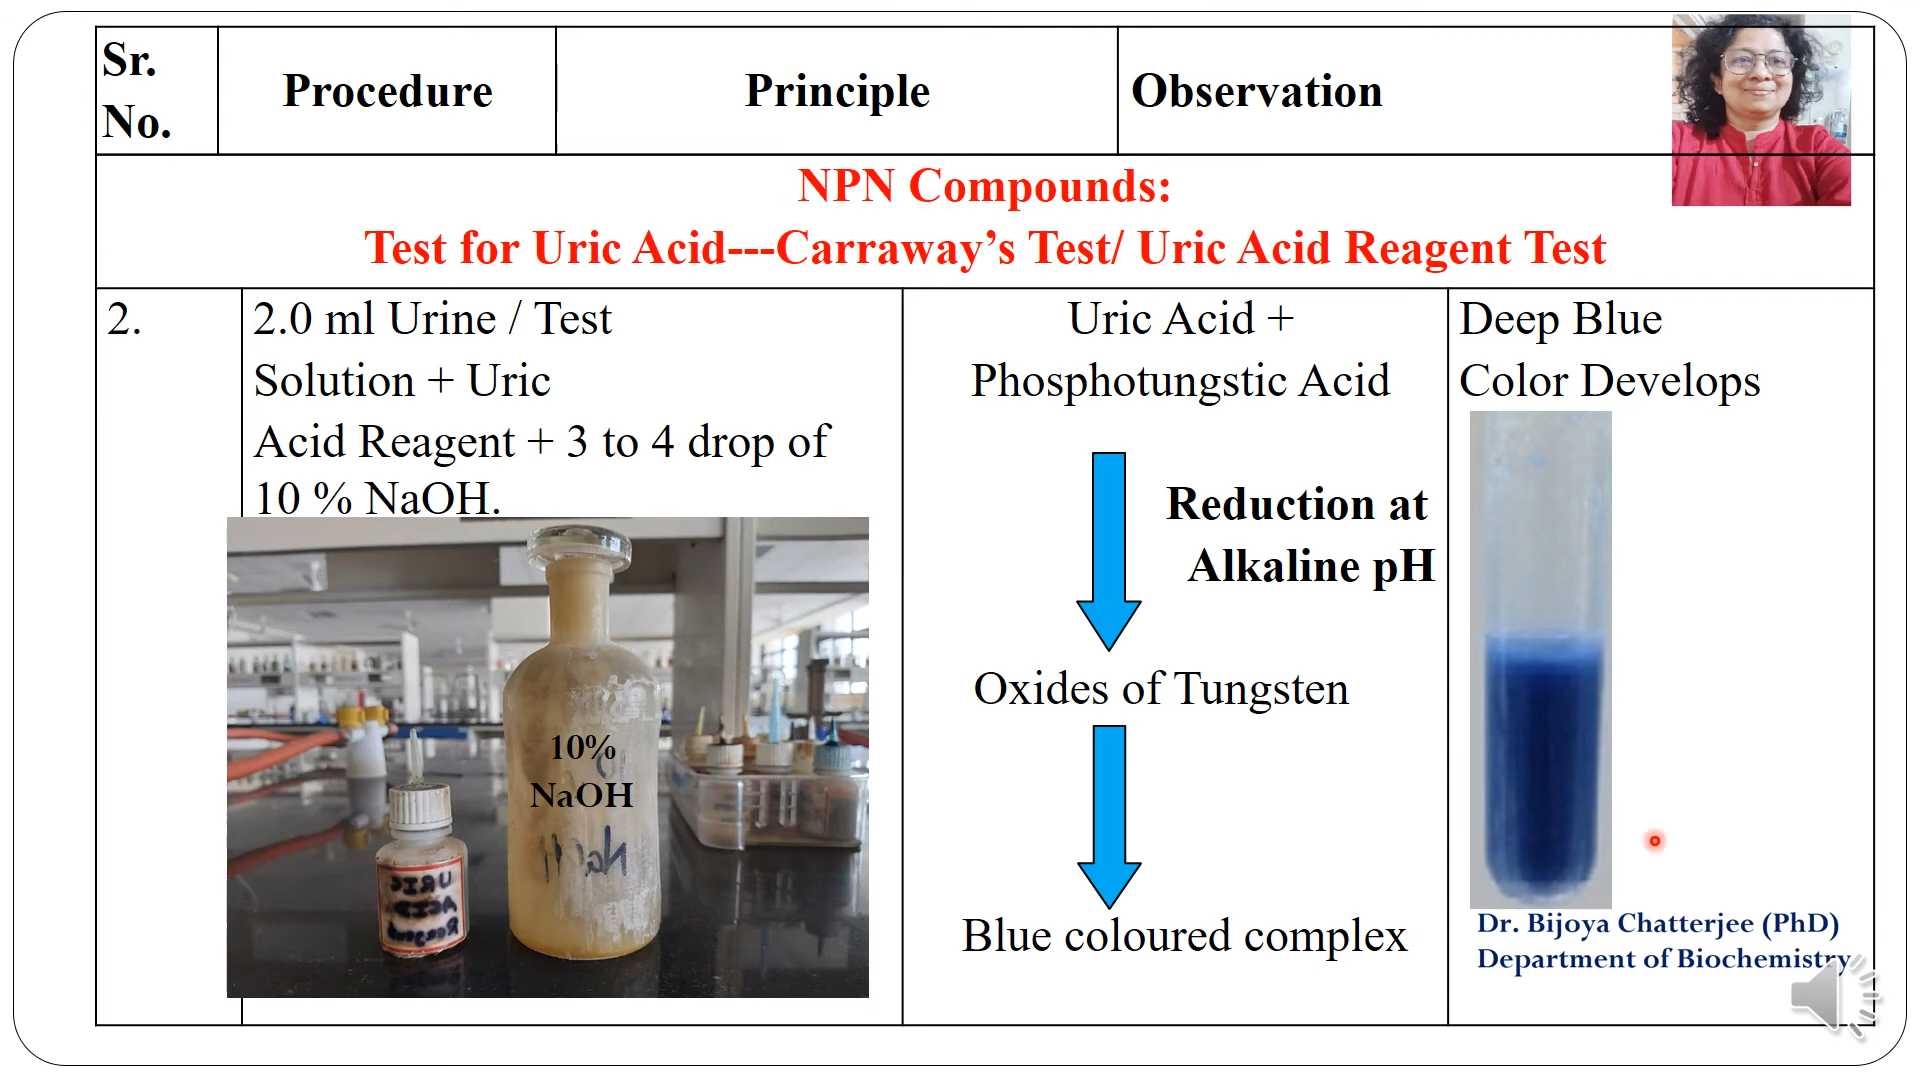 Sr.
No.
Procedure
Principle
Observation
NPN Compounds:
Test for Uric Acid---Carraway’s Test/ Uric Acid Reagent Test
2.
2.0 ml Urine / Test
Solution + Uric
Acid Reagent + 3 to 4 drop of
10 % NaOH.
10%
NaOH
URIC
ACID
Reagent
Uric Acid +
Phosphotungstic Acid
Reduction at
Alkaline pH
Oxides of Tungsten
Blue coloured complex
Deep Blue
Color Develops
Dr. Bijoya Chatterjee (PhD)
Department of Biochemistry